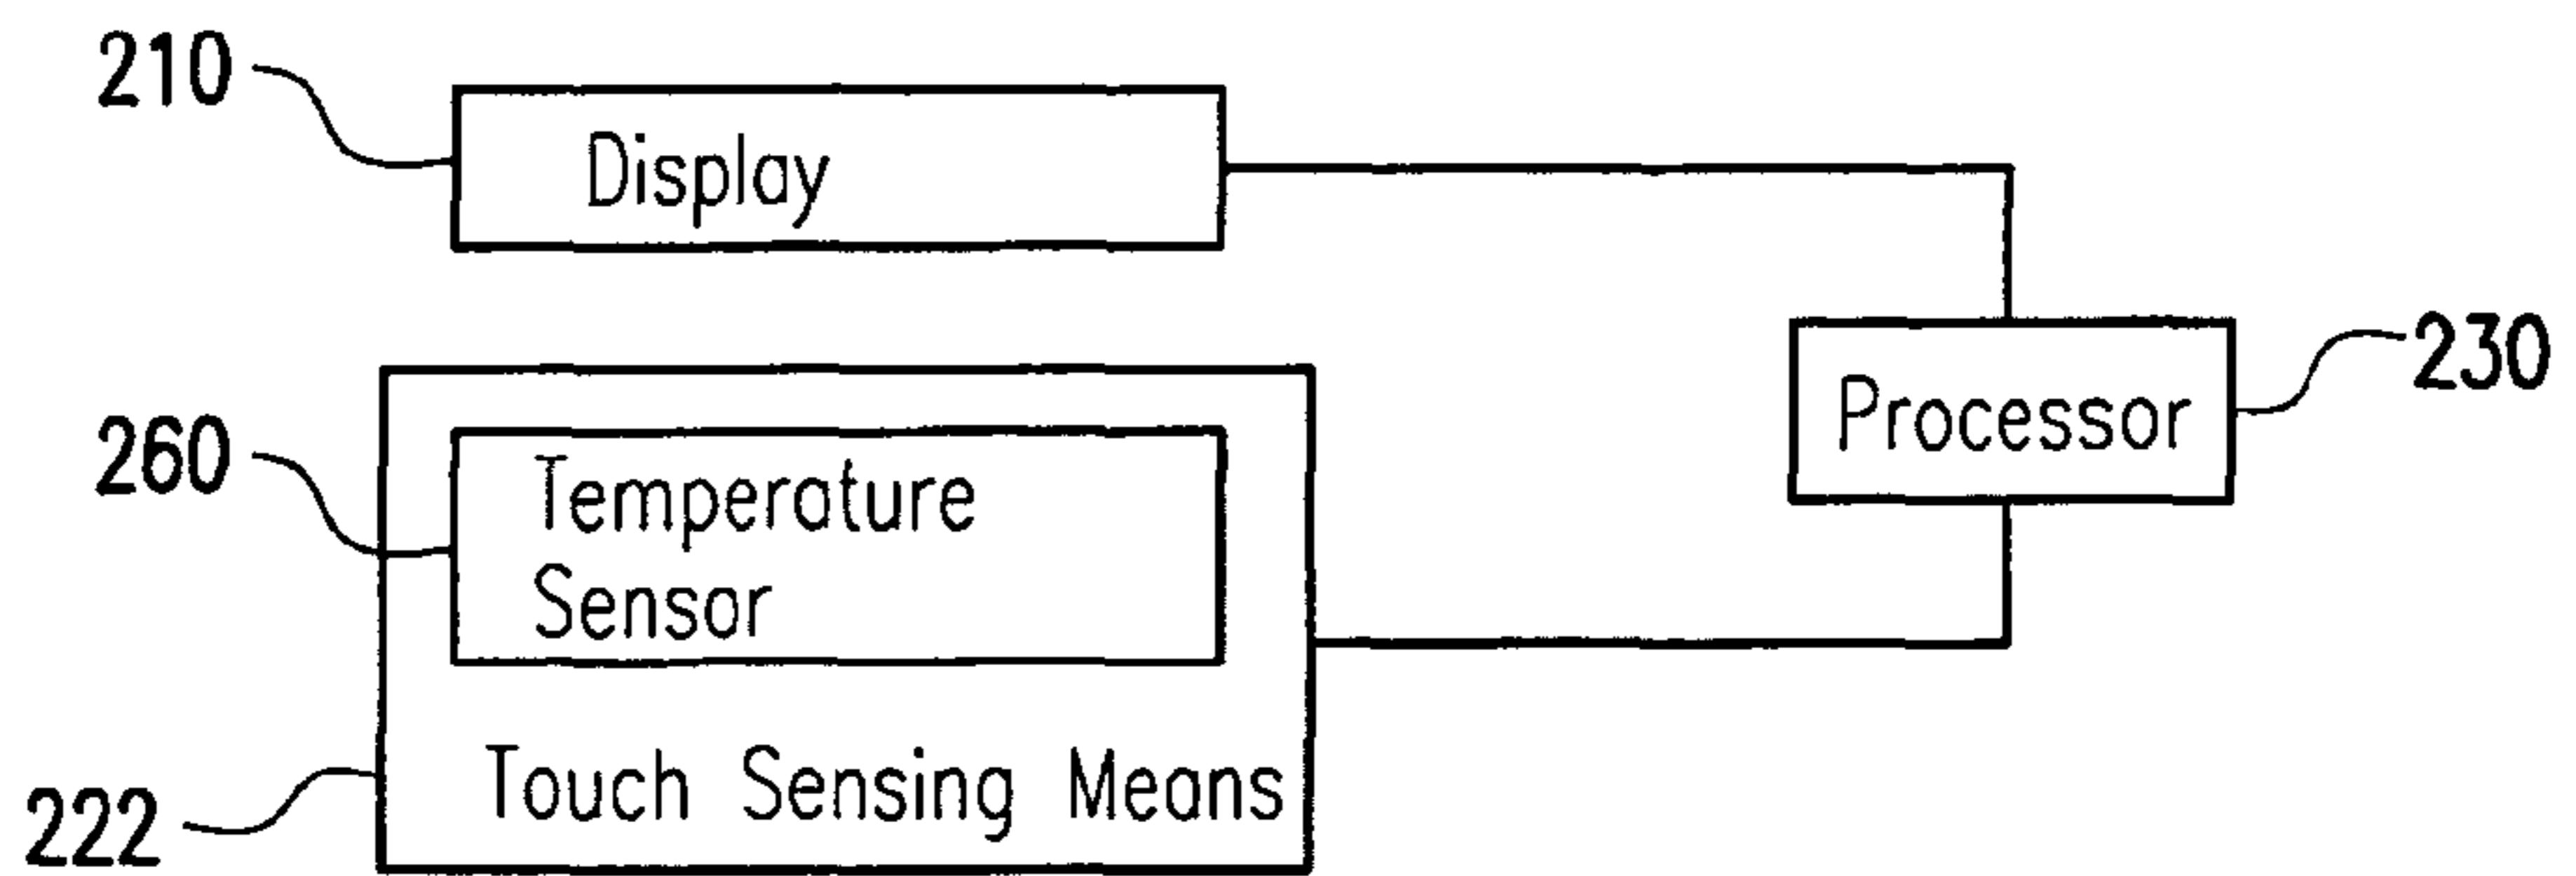 210
Display
230
Processor
260
Temperature
Sensor
222
Touch Sensing Means